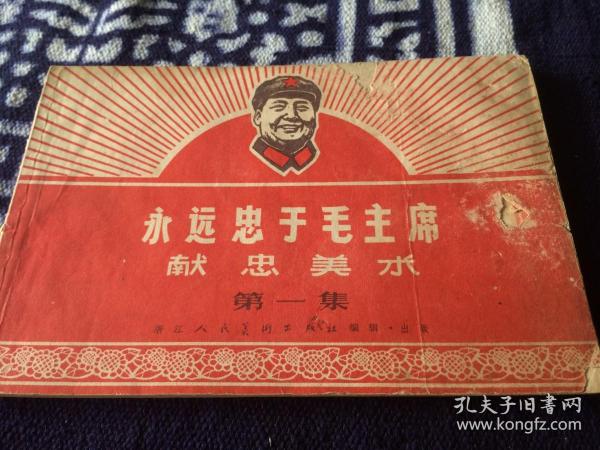 永远忠于毛主席
献忠美术
第一集
浙江人民美术出版社 编辑·出版
孔夫子旧書网
www.kongfz.com